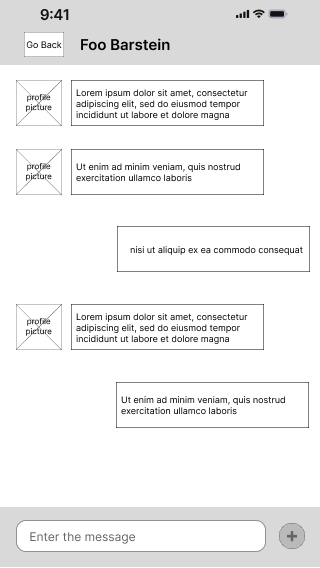 9:41
Go Back
Foo Barstein
profile
picture
Lorem ipsum dolor sit amet, consectetur
adipiscing elit, sed do eiusmod tempor
incididunt ut labore et dolore magna
profile
picture
Ut enim ad minim veniam, quis nostrud
exercitation ullamco laboris
nisi ut aliquip ex ea commodo consequat
profile
picture
Lorem ipsum dolor sit amet, consectetur
adipiscing elit, sed do eiusmod tempor
incididunt ut labore et dolore magna
Ut enim ad minim veniam, quis nostrud
exercitation ullamco laboris
Enter the message